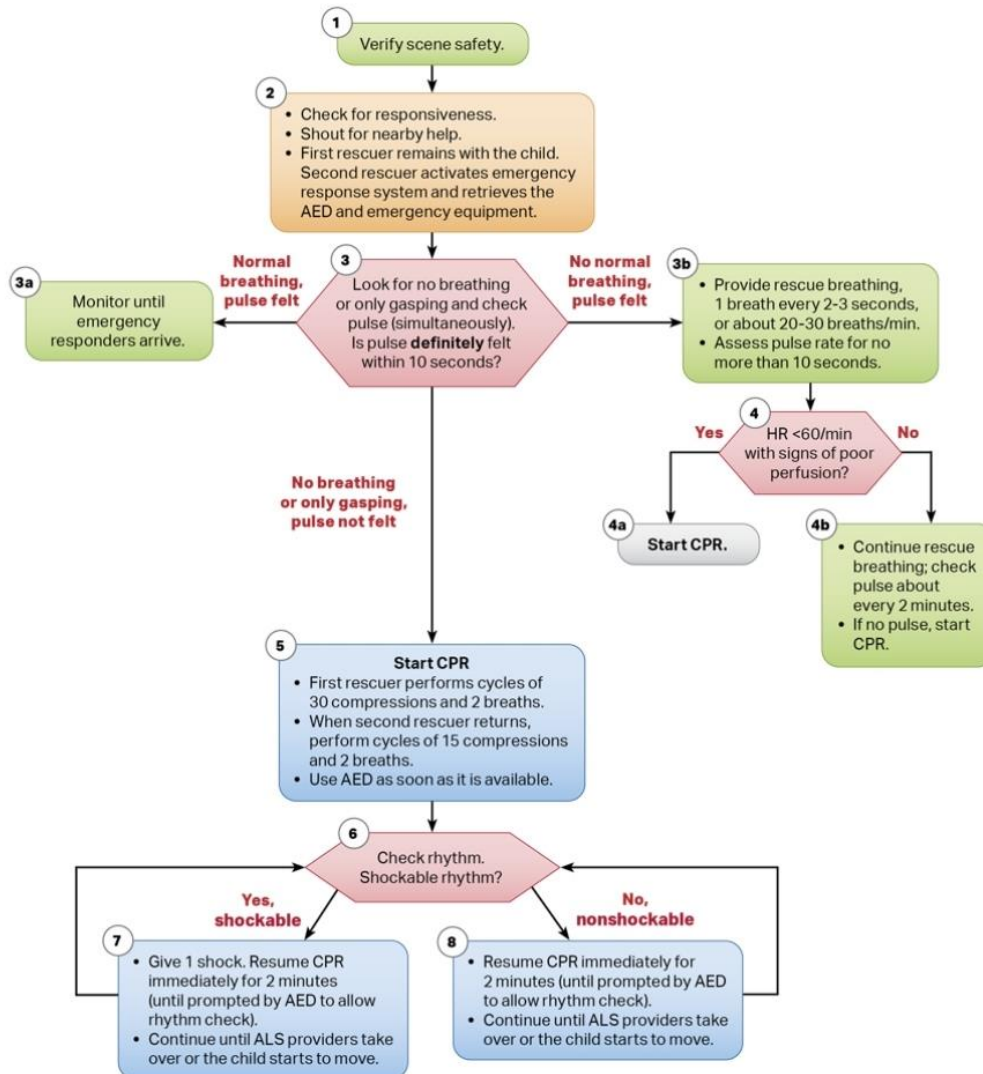 1
Verify scene safety.
2
• Check for responsiveness.
• Shout for nearby help.
• First rescuer remains with the child.
Second rescuer activates emergency
response system and retrieves the
AED and emergency equipment.
Normal
breathing,
pulse felt
3
Look for no breathing
or only gasping and check
pulse (simultaneously).
Is pulse definitely felt
within 10 seconds?
No normal
breathing,
pulse felt
3a
Monitor until
emergency
responders arrive.
3b
• Provide rescue breathing,
1 breath every 2-3 seconds,
or about 20-30 breaths/min.
• Assess pulse rate for no
more than 10 seconds.
4
Yes
HR <60/min
with signs of poor
perfusion?
No
4a
Start CPR.
4b
• Continue rescue
breathing; check
pulse about
every 2 minutes.
• If no pulse, start
CPR.
No breathing
or only gasping,
pulse not felt
5
Start CPR
• First rescuer performs cycles of
30 compressions and 2 breaths.
• When second rescuer returns,
perform cycles of 15 compressions
and 2 breaths.
• Use AED as soon as it is available.
6
Check rhythm.
Shockable rhythm?
Yes,
shockable
No,
nonshockable
7
• Give 1 shock. Resume CPR
immediately for 2 minutes
(until prompted by AED to allow
rhythm check).
• Continue until ALS providers take
over or the child starts to move.
8
• Resume CPR immediately for
2 minutes (until prompted by AED
to allow rhythm check).
• Continue until ALS providers take
over or the child starts to move.